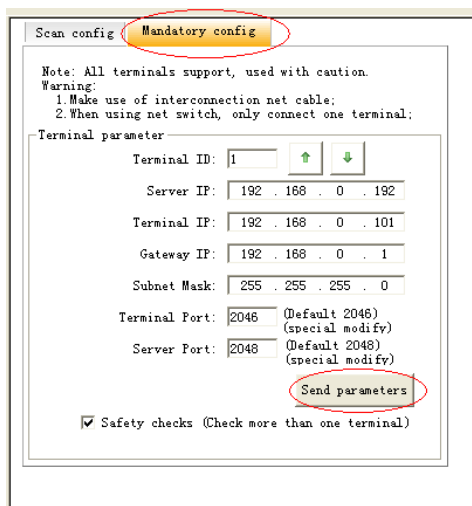 Scan config Mandatory config
Note: All terminals support, used with caution.
Warning:
1.Make use of interconnection net cable;
2.When using net switch, only connect one terminal;
Terminal parameter
Terminal ID: 1
Server IP: 192 . 168 . 0 . 192
Terminal IP: 192 . 168 . 0 . 101
Gateway IP: 192 . 168 . 0 . 1
Subnet Mask: 255 . 255 . 255 . 0
Terminal Port: 2046 (Default 2046)
(special modify)
Server Port: 2048 (Default 2048)
(special modify)
Send parameters
Safety checks (Check more than one terminal)